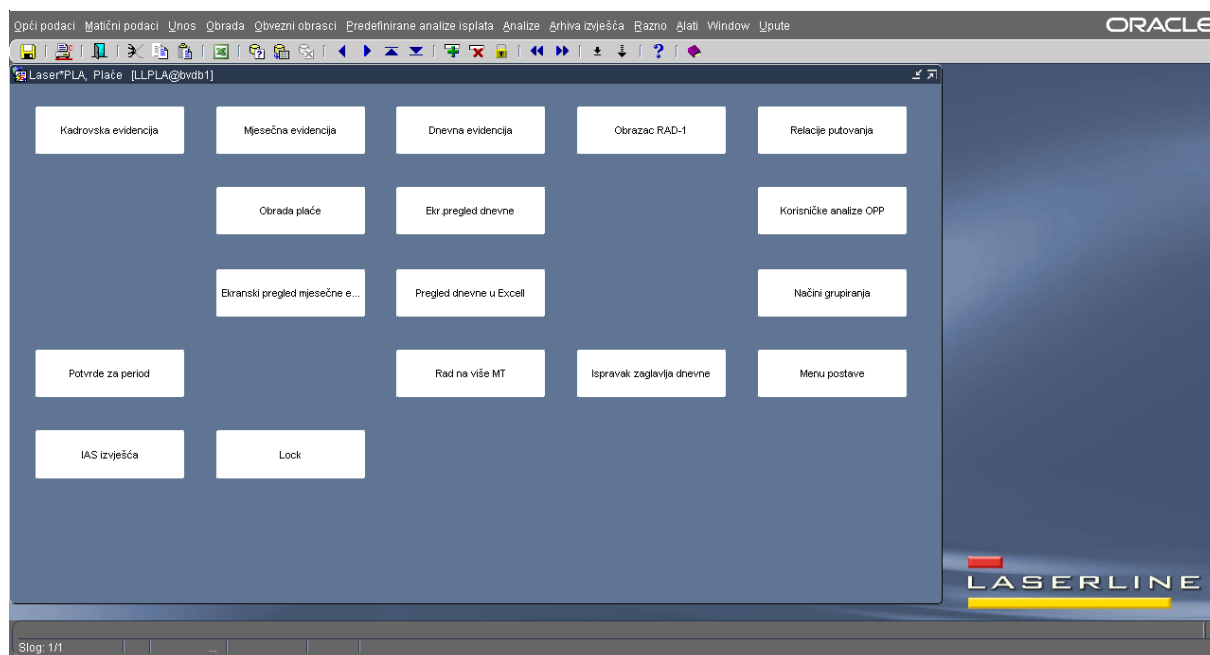 Opći podaci Matični podaci Unos Obrada Obvezni obrasci Predefinirane analize isplata Analize Arhiva izvješća Razno Alati Window Upute
ORACLE
Laser*PLA, Plaće [LLPLA@bvdb1]
Kadrovska evidencija
Mjesečna evidencija
Dnevna evidencija
Obrazac RAD-1
Relacije putovanja
Obrada plaće
Ekr.pregled dnevne
Korisničke analize OPP
Ekranski pregled mjesečne e...
Pregled dnevne u Excell
Načini grupiranja
Potvrde za period
Rad na više MT
Ispravak zaglavlja dnevne
Menu postave
IAS izvješća
Lock
LASERLINE
Slog: 1/1
...